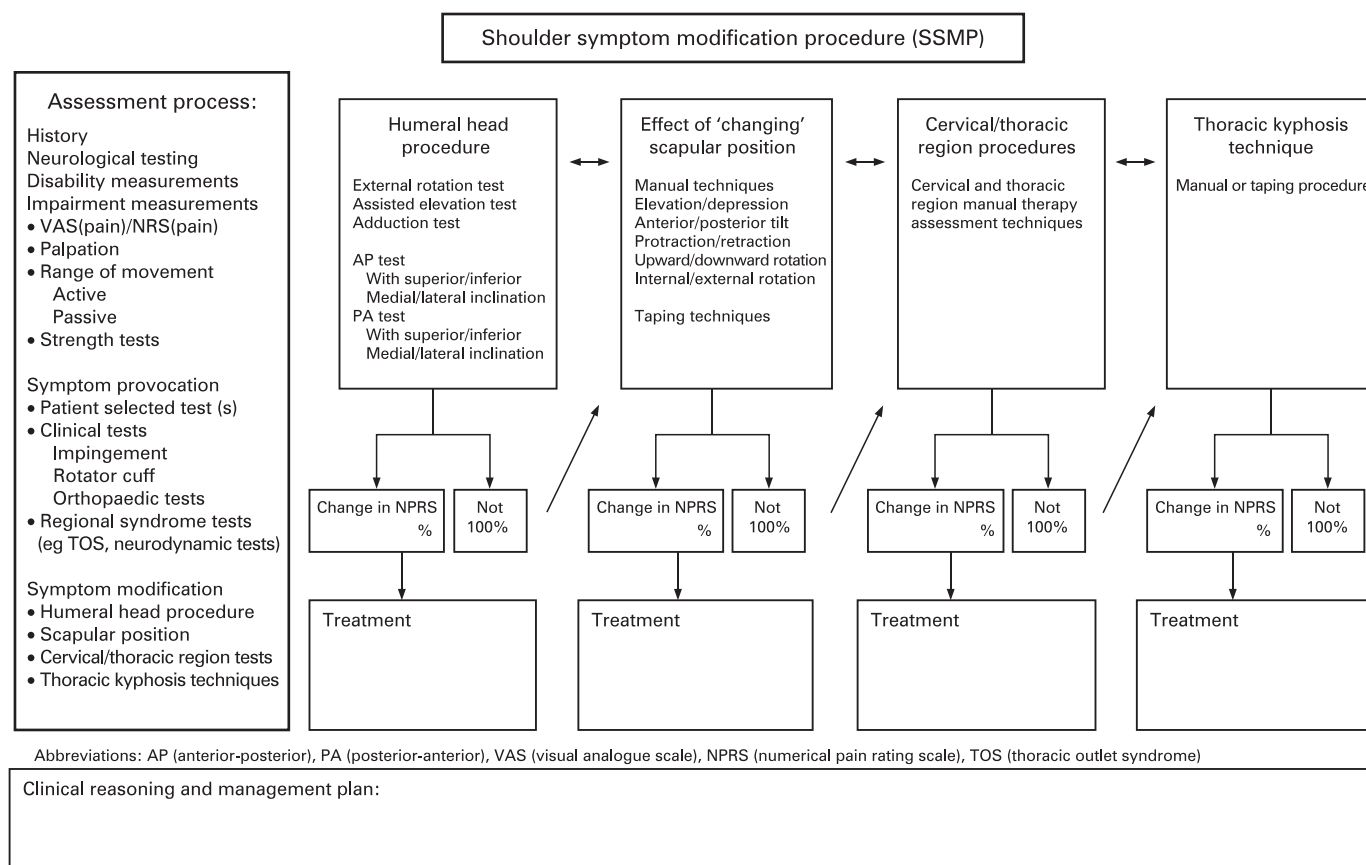 Shoulder symptom modification procedure (SSMP)
Assessment process:
History
Neurological testing
Disability measurements
Impairment measurements
• VAS(pain)/NRS(pain)
• Palpation
• Range of movement
Active
Passive
• Strength tests
Symptom provocation
• Patient selected test (s)
• Clinical tests
Impingement
Rotator cuff
Orthopaedic tests
• Regional syndrome tests
(eg TOS, neurodynamic tests)
Symptom modification
• Humeral head procedure
• Scapular position
• Cervical/thoracic region tests
• Thoracic kyphosis techniques
Humeral head
procedure
External rotation test
Assisted elevation test
Adduction test
AP test
With superior/inferior
Medial/lateral inclination
PA test
With superior/inferior
Medial/lateral inclination
Change in NPRS
%
Not
100%
Treatment
Effect of ‘changing’
scapular position
Manual techniques
Elevation/depression
Anterior/posterior tilt
Protraction/retraction
Upward/downward rotation
Internal/external rotation
Taping techniques
Change in NPRS
%
Not
100%
Treatment
Cervical/thoracic
region procedures
Cervical and thoracic
region manual therapy
assessment techniques
Change in NPRS
%
Not
100%
Treatment
Thoracic kyphosis
technique
Manual or taping procedure
Change in NPRS
%
Not
100%
Treatment
Abbreviations: AP (anterior-posterior), PA (posterior-anterior), VAS (visual analogue scale), NPRS (numerical pain rating scale), TOS (thoracic outlet syndrome)
Clinical reasoning and management plan: